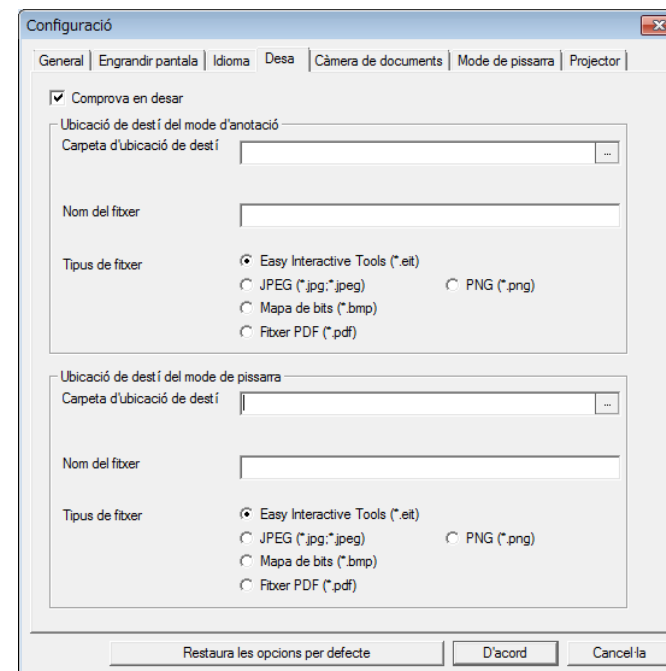 Configuració
General Engrandir pantala Idioma Desa Càmera de documents Mode de pissarra Projector
Comprova en desar
Ubicació de destí del mode d'anotació
Carpeta d'ubicació de destí ...
Nom del fitxer
Tipus de fitxer
Easy Interactive Tools (*.eit)
JPEG (*.jpg;*.jpeg) PNG (*.png)
Mapa de bits (*.bmp)
Fitxer PDF (*.pdf)
Ubicació de destí del mode de pissarra
Carpeta d'ubicació de destí ...
Nom del fitxer
Tipus de fitxer
Easy Interactive Tools (*.eit)
JPEG (*.jpg;*.jpeg) PNG (*.png)
Mapa de bits (*.bmp)
Fitxer PDF (*.pdf)
Restaura les opcions per defecte D'acord Cancel·la